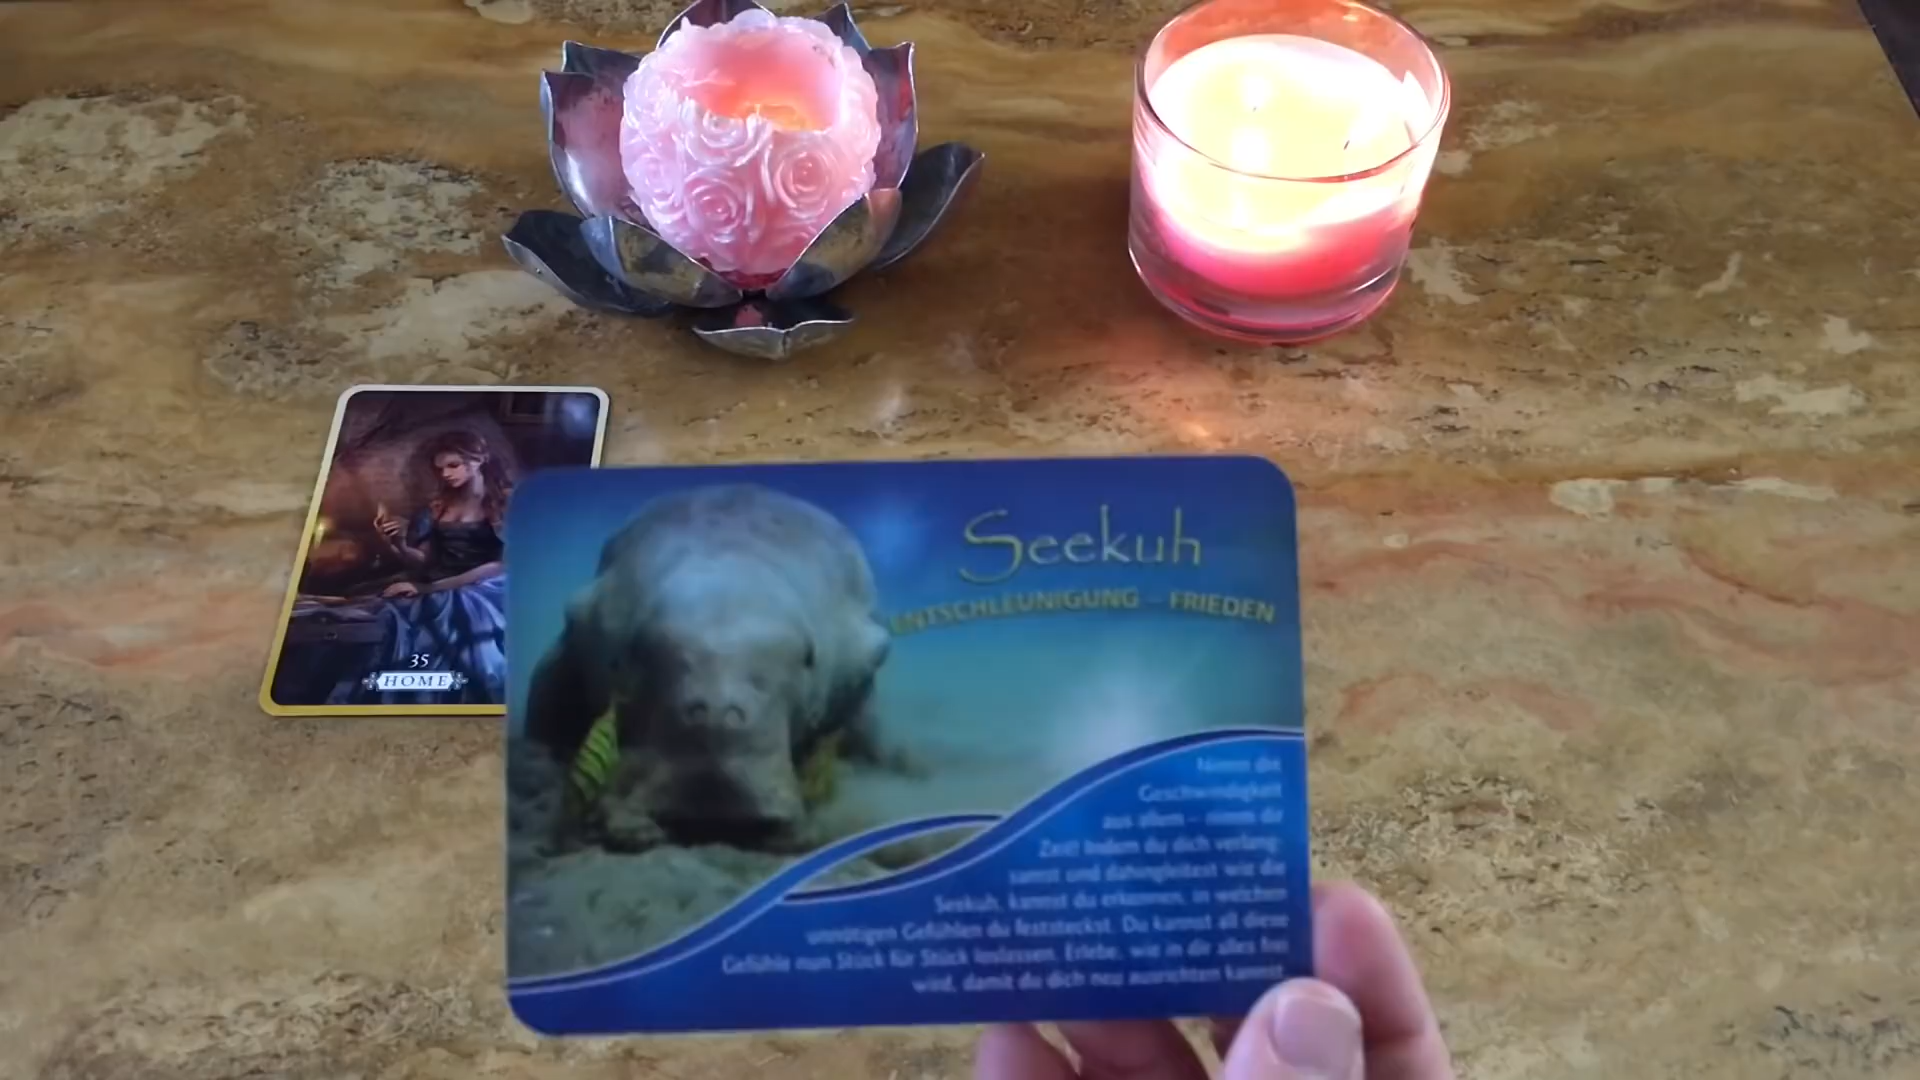 Seekuh
ENTSCHLEUNIGUNG – FRIEDEN
Nimm die
Geschwindigkeit
aus allem – nimm dir
Zeit! Indem du dich verlang-
samst und dahingleitest wie die
Seekuh, kannst du erkennen, in welchen
unnötigen Gefühlen du feststeckst. Du kannst all diese
Gefühle nun Stück für Stück loslassen. Erlebe, wie in dir alles frei
wird, damit du dich neu ausrichten kannst.
35
HOME